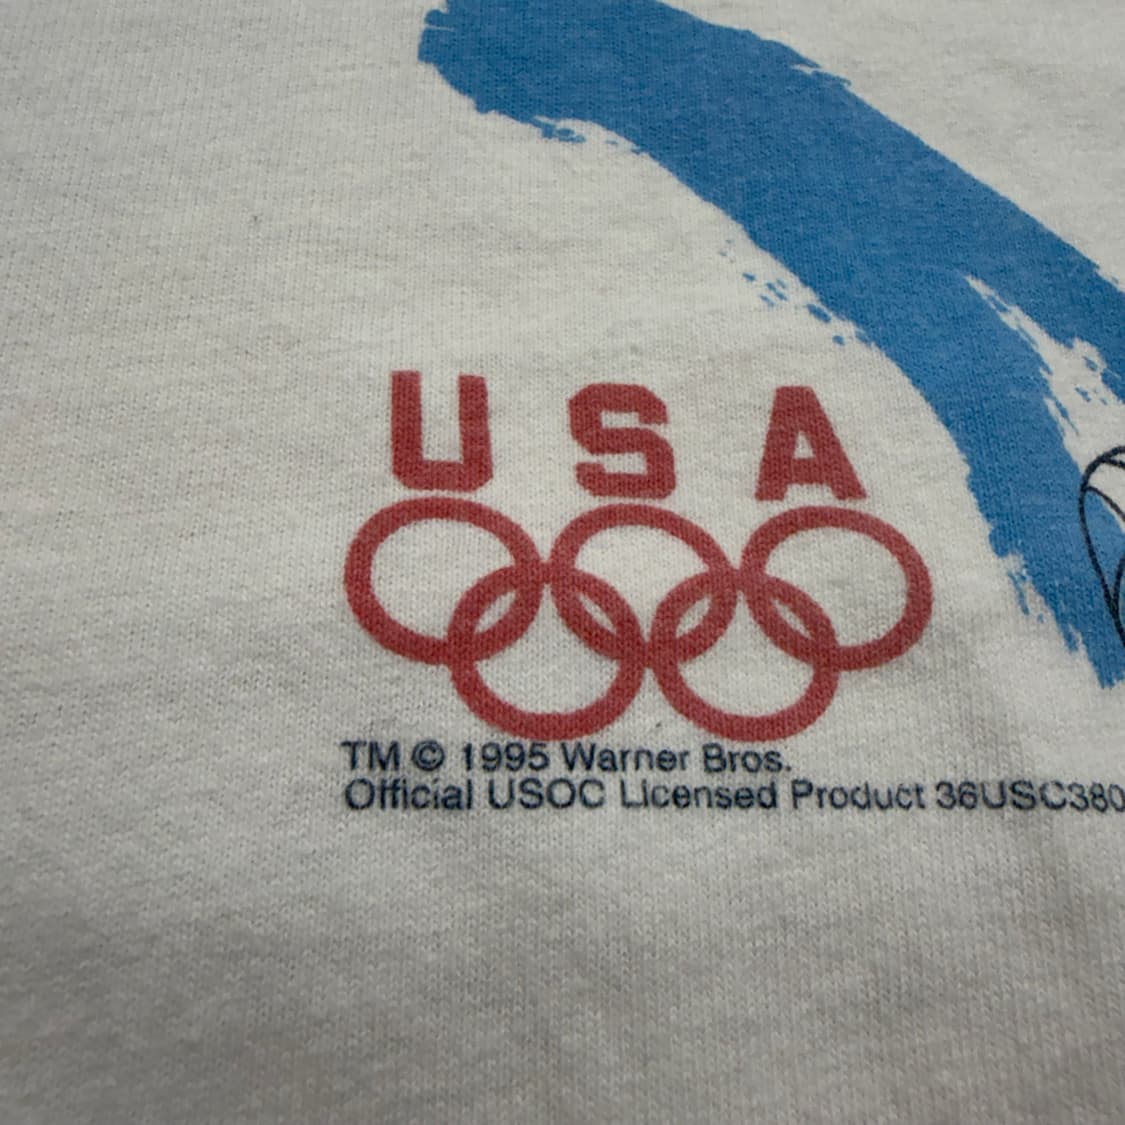 USA
TM © 1995 Warner Bros.
Official USOC Licensed Product 36USC380